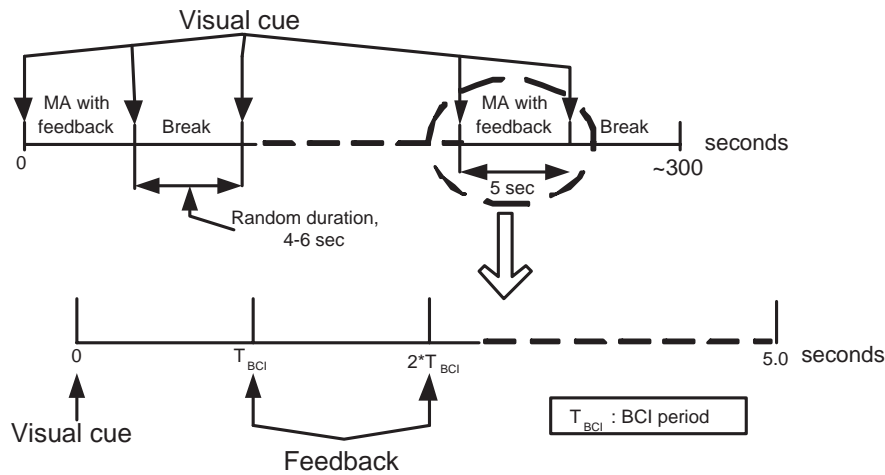 Visual cue
MA with
feedback
Break
MA with
feedback
Break
seconds
0
~300
5 sec
Random duration,
4-6 sec
0
T BCI
2*T BCI
5.0
seconds
Visual cue
Feedback
T BCI : BCI period